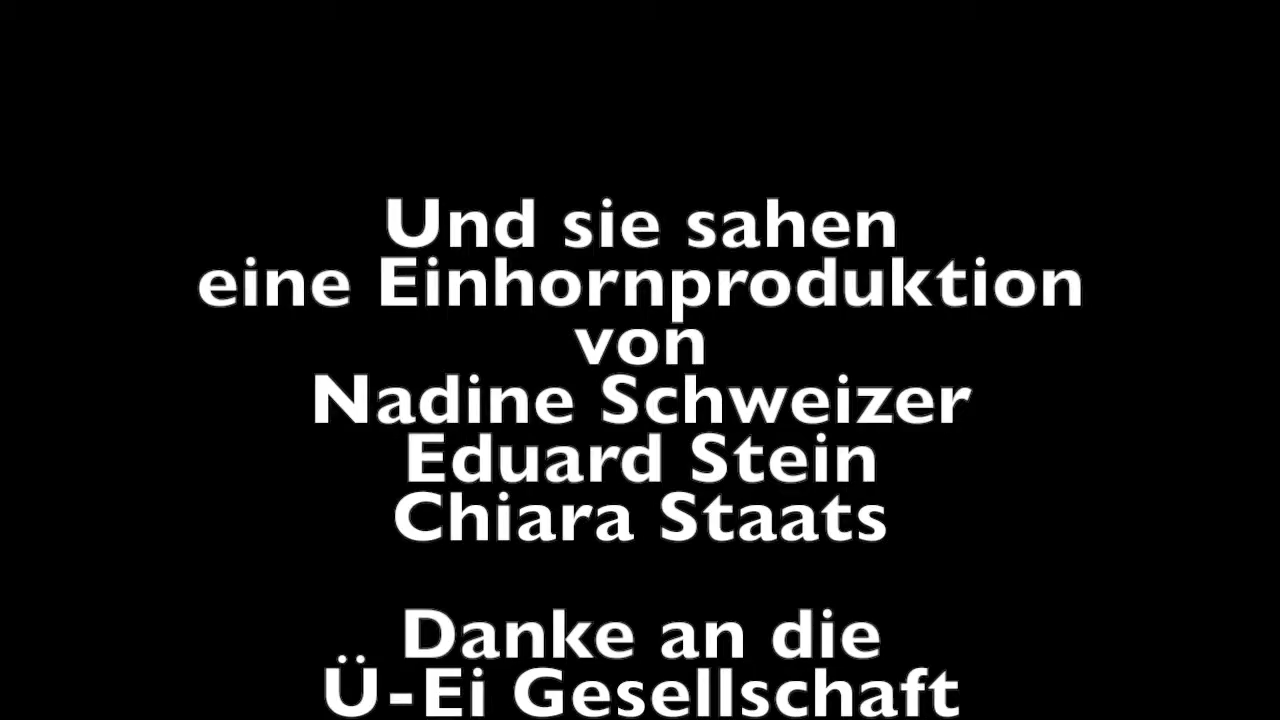 Und sie sahen
eine Einhornproduktion
von
Nadine Schweizer
Eduard Stein
Chiara Staats
Danke an die
Ü-Ei Gesellschaft